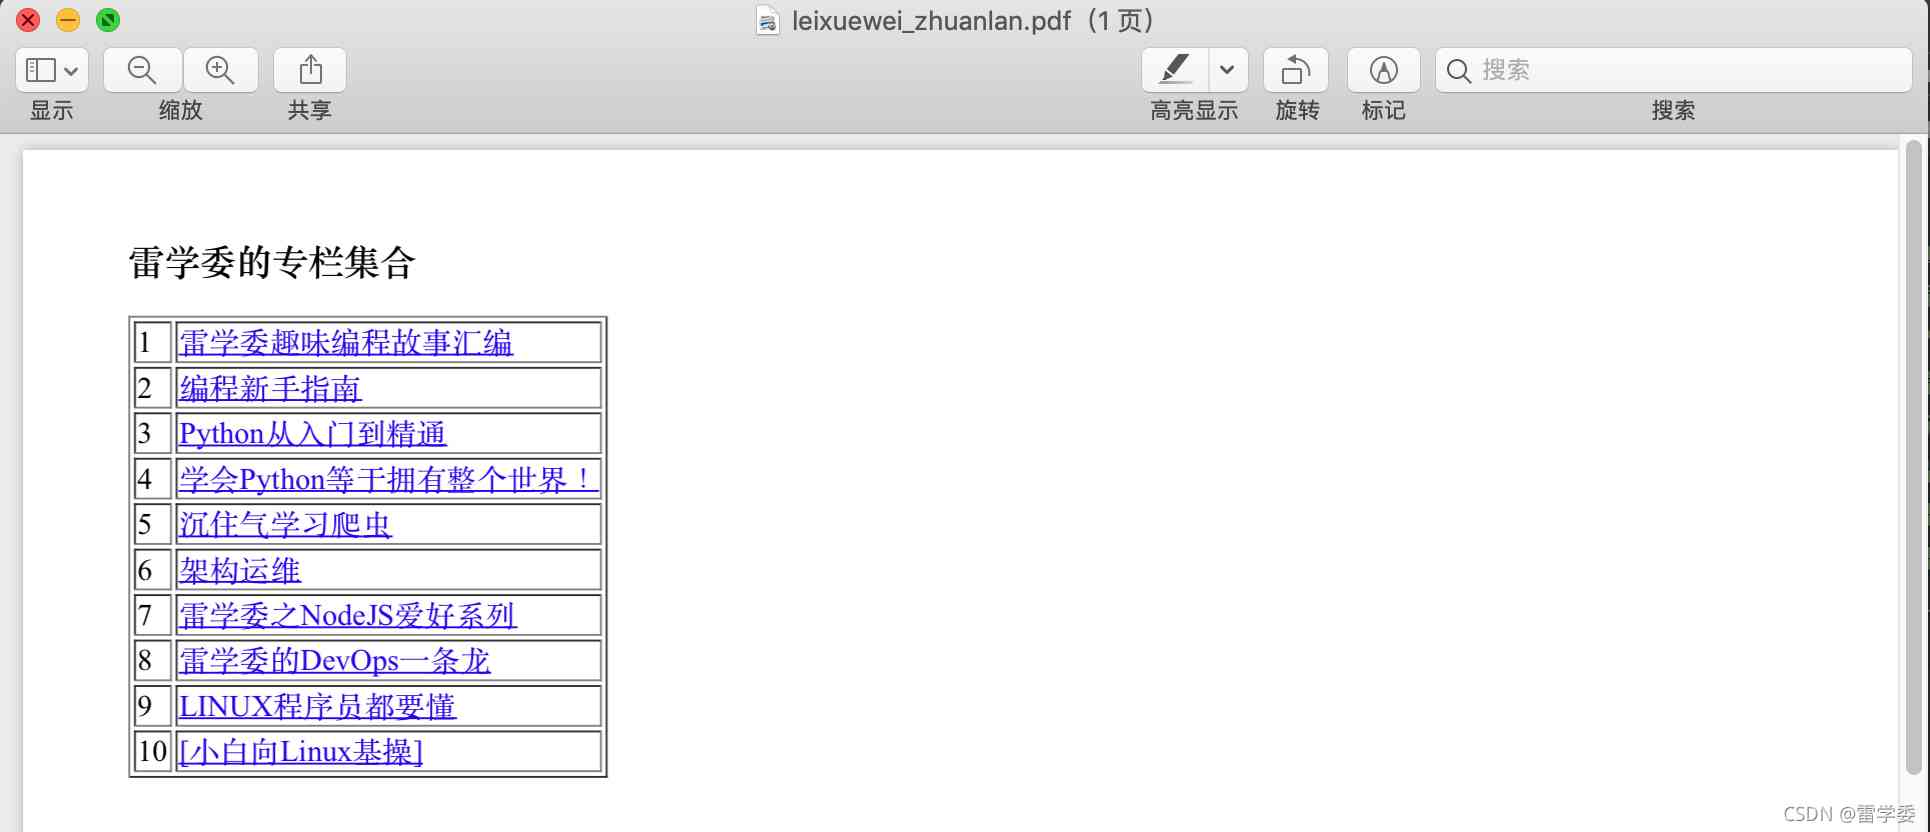 leixuewei_zhuanlan.pdf（1 页）
显示 缩放 共享 高亮显示 旋转 标记 搜索
搜索
雷学委的专栏集合
1 雷学委趣味编程故事汇编
2 编程新手指南
3 Python从入门到精通
4 学会Python等于拥有整个世界！
5 沉住气学习爬虫
6 架构运维
7 雷学委之NodeJS爱好系列
8 雷学委的DevOps一条龙
9 LINUX程序员都要懂
10 [小白向Linux基操]
CSDN @雷学委